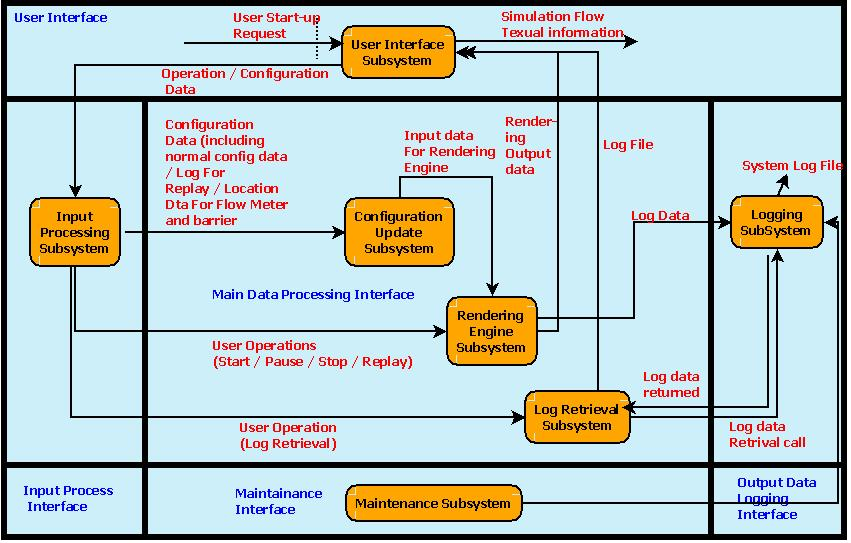 User Interface
User Start-up
Request
Simulation Flow
Texual information
User Interface
Subsystem
Operation / Configuration
Data
Configuration
Data (including
normal config data
/ Log For
Replay / Location
Dta For Flow Meter
and barrier
Input data
For Rendering
Engine
Render-
ing
Output
data
Log File
System Log File
Input
Processing
Subsystem
Configuration
Update
Subsystem
Log Data
Logging
SubSystem
Main Data Processing Interface
Rendering
Engine
Subsystem
User Operations
(Start / Pause / Stop / Replay)
Log data
returned
Log Retrieval
Subsystem
User Operation
(Log Retrieval)
Log data
Retrival call
Input Process
Interface
Maintainance
Interface
Maintenance Subsystem
Output Data
Logging
Interface